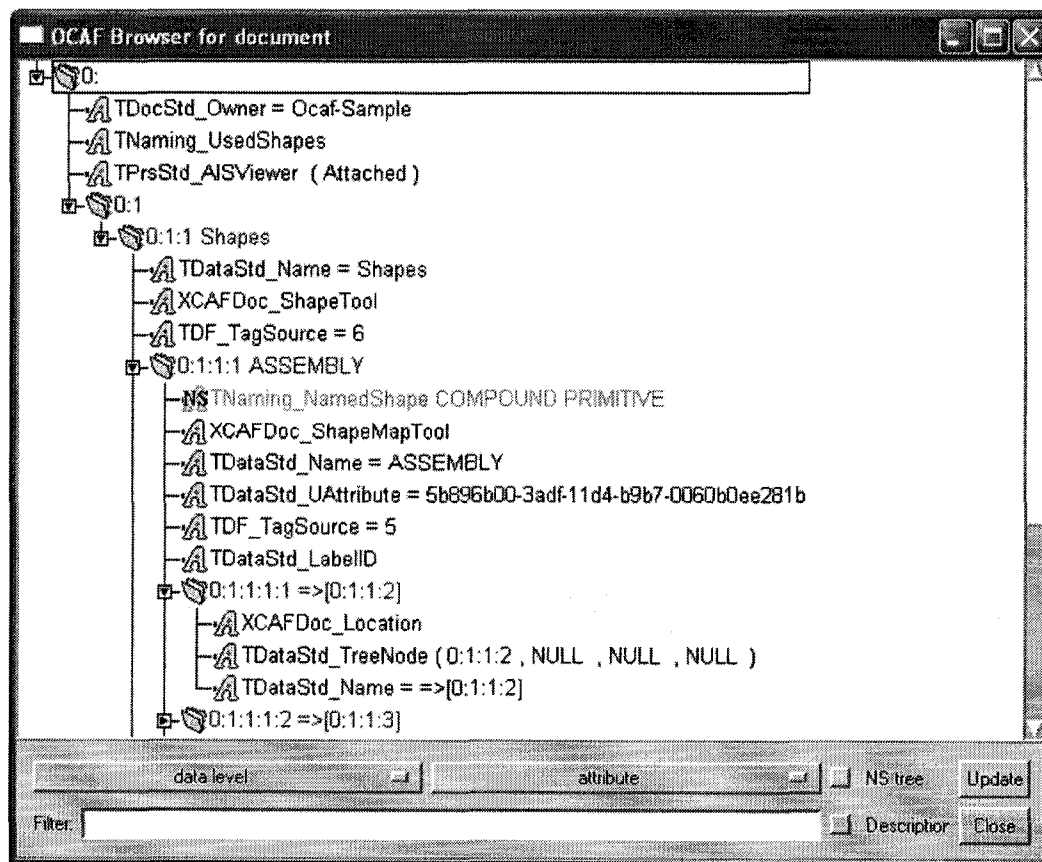 OCAF Browser for document
0:
TDocStd_Owner = Ocaf-Sample
TNaming_UsedShapes
TPrsStd_AISViewer ( Attached )
0:1
0:1:1 Shapes
TDataStd_Name = Shapes
XCAFDoc_ShapeTool
TDF_TagSource = 6
0:1:1:1 ASSEMBLY
NS TNaming_NamedShape COMPOUND PRIMITIVE
XCAFDoc_ShapeMapTool
TDataStd_Name = ASSEMBLY
TDataStd_UAttribute = 5b896b00-3adf-11d4-b9b7-0060b0ee281b
TDF_TagSource = 5
TDataStd_LabelID
0:1:1:1:1 =>[0:1:1:2]
XCAFDoc_Location
TDataStd_TreeNode ( 0:1:1:2 , NULL , NULL , NULL )
TDataStd_Name = =>[0:1:1:2]
0:1:1:1:2 =>[0:1:1:3]
data level attribute NS tree Update
Filter: Description Close